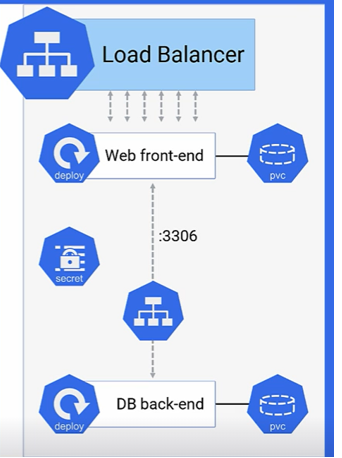 Load Balancer
Web front-end
deploy
pvc
:3306
secret
DB back-end
deploy
pvc